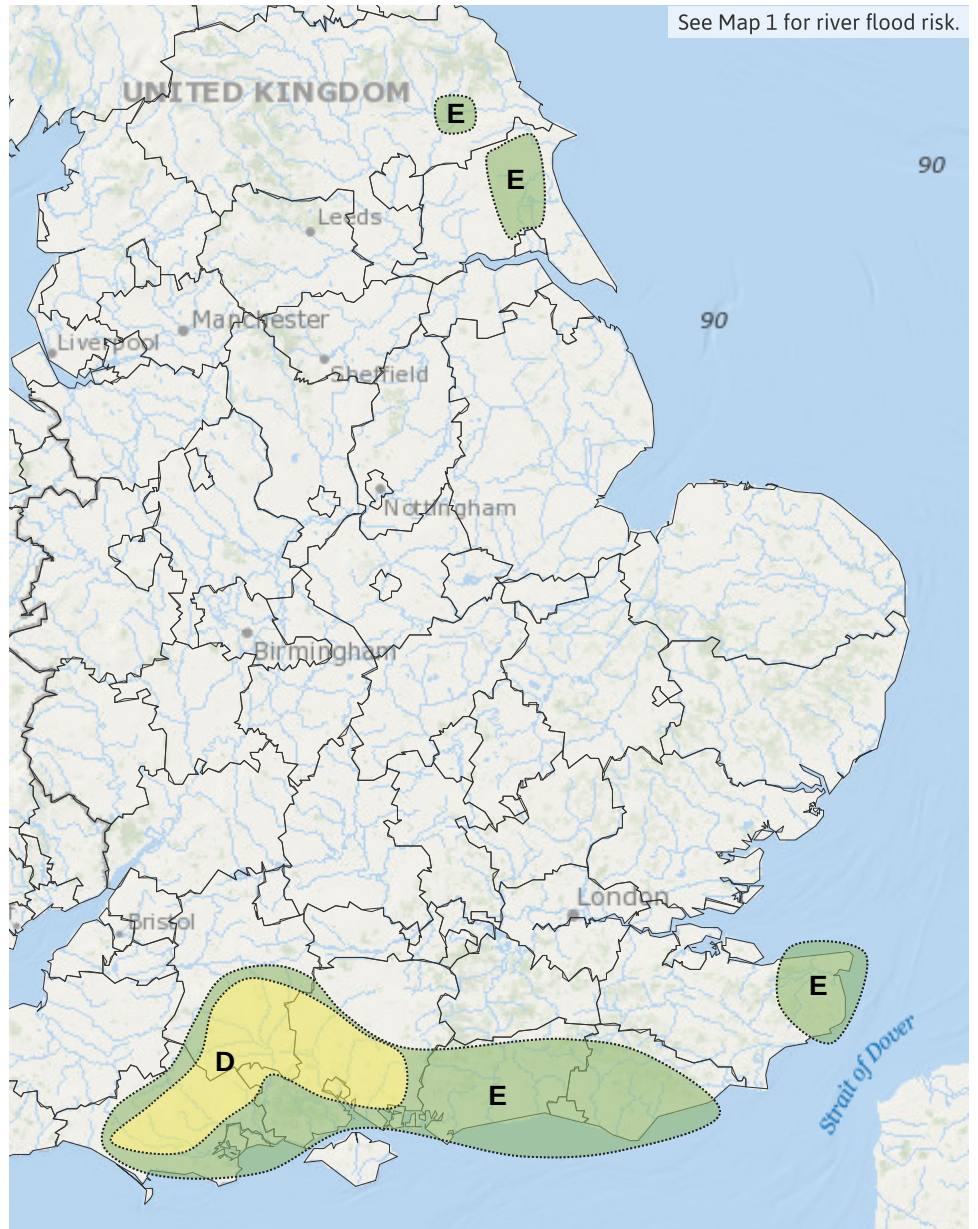 See Map 1 for river flood risk.
UNITED KINGDOM
E
90
E
Leeds
90
Manchester
Liverpool
Sheffield
Nottingham
Birmingham
London
Bristol
E
D
E
Strait of Dover